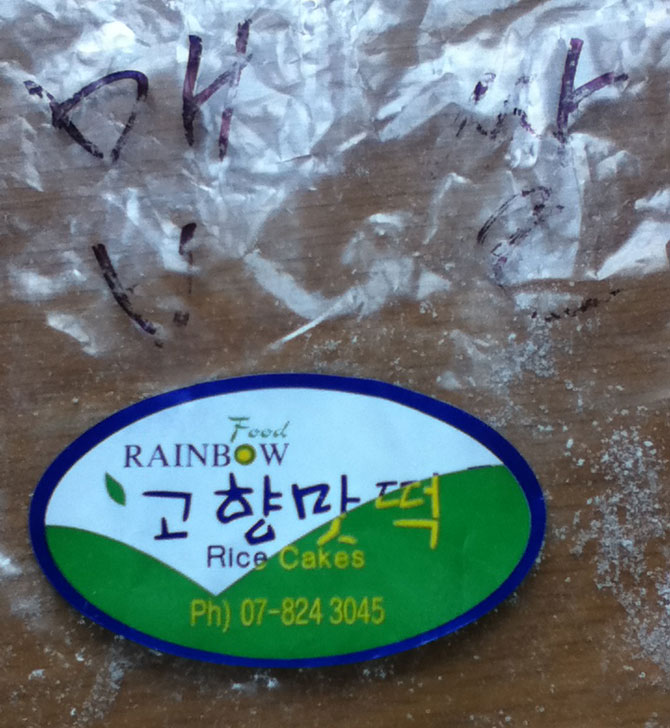 Food
RAINBOW
고향맛떡
Rice Cakes
Ph) 07-824 3045